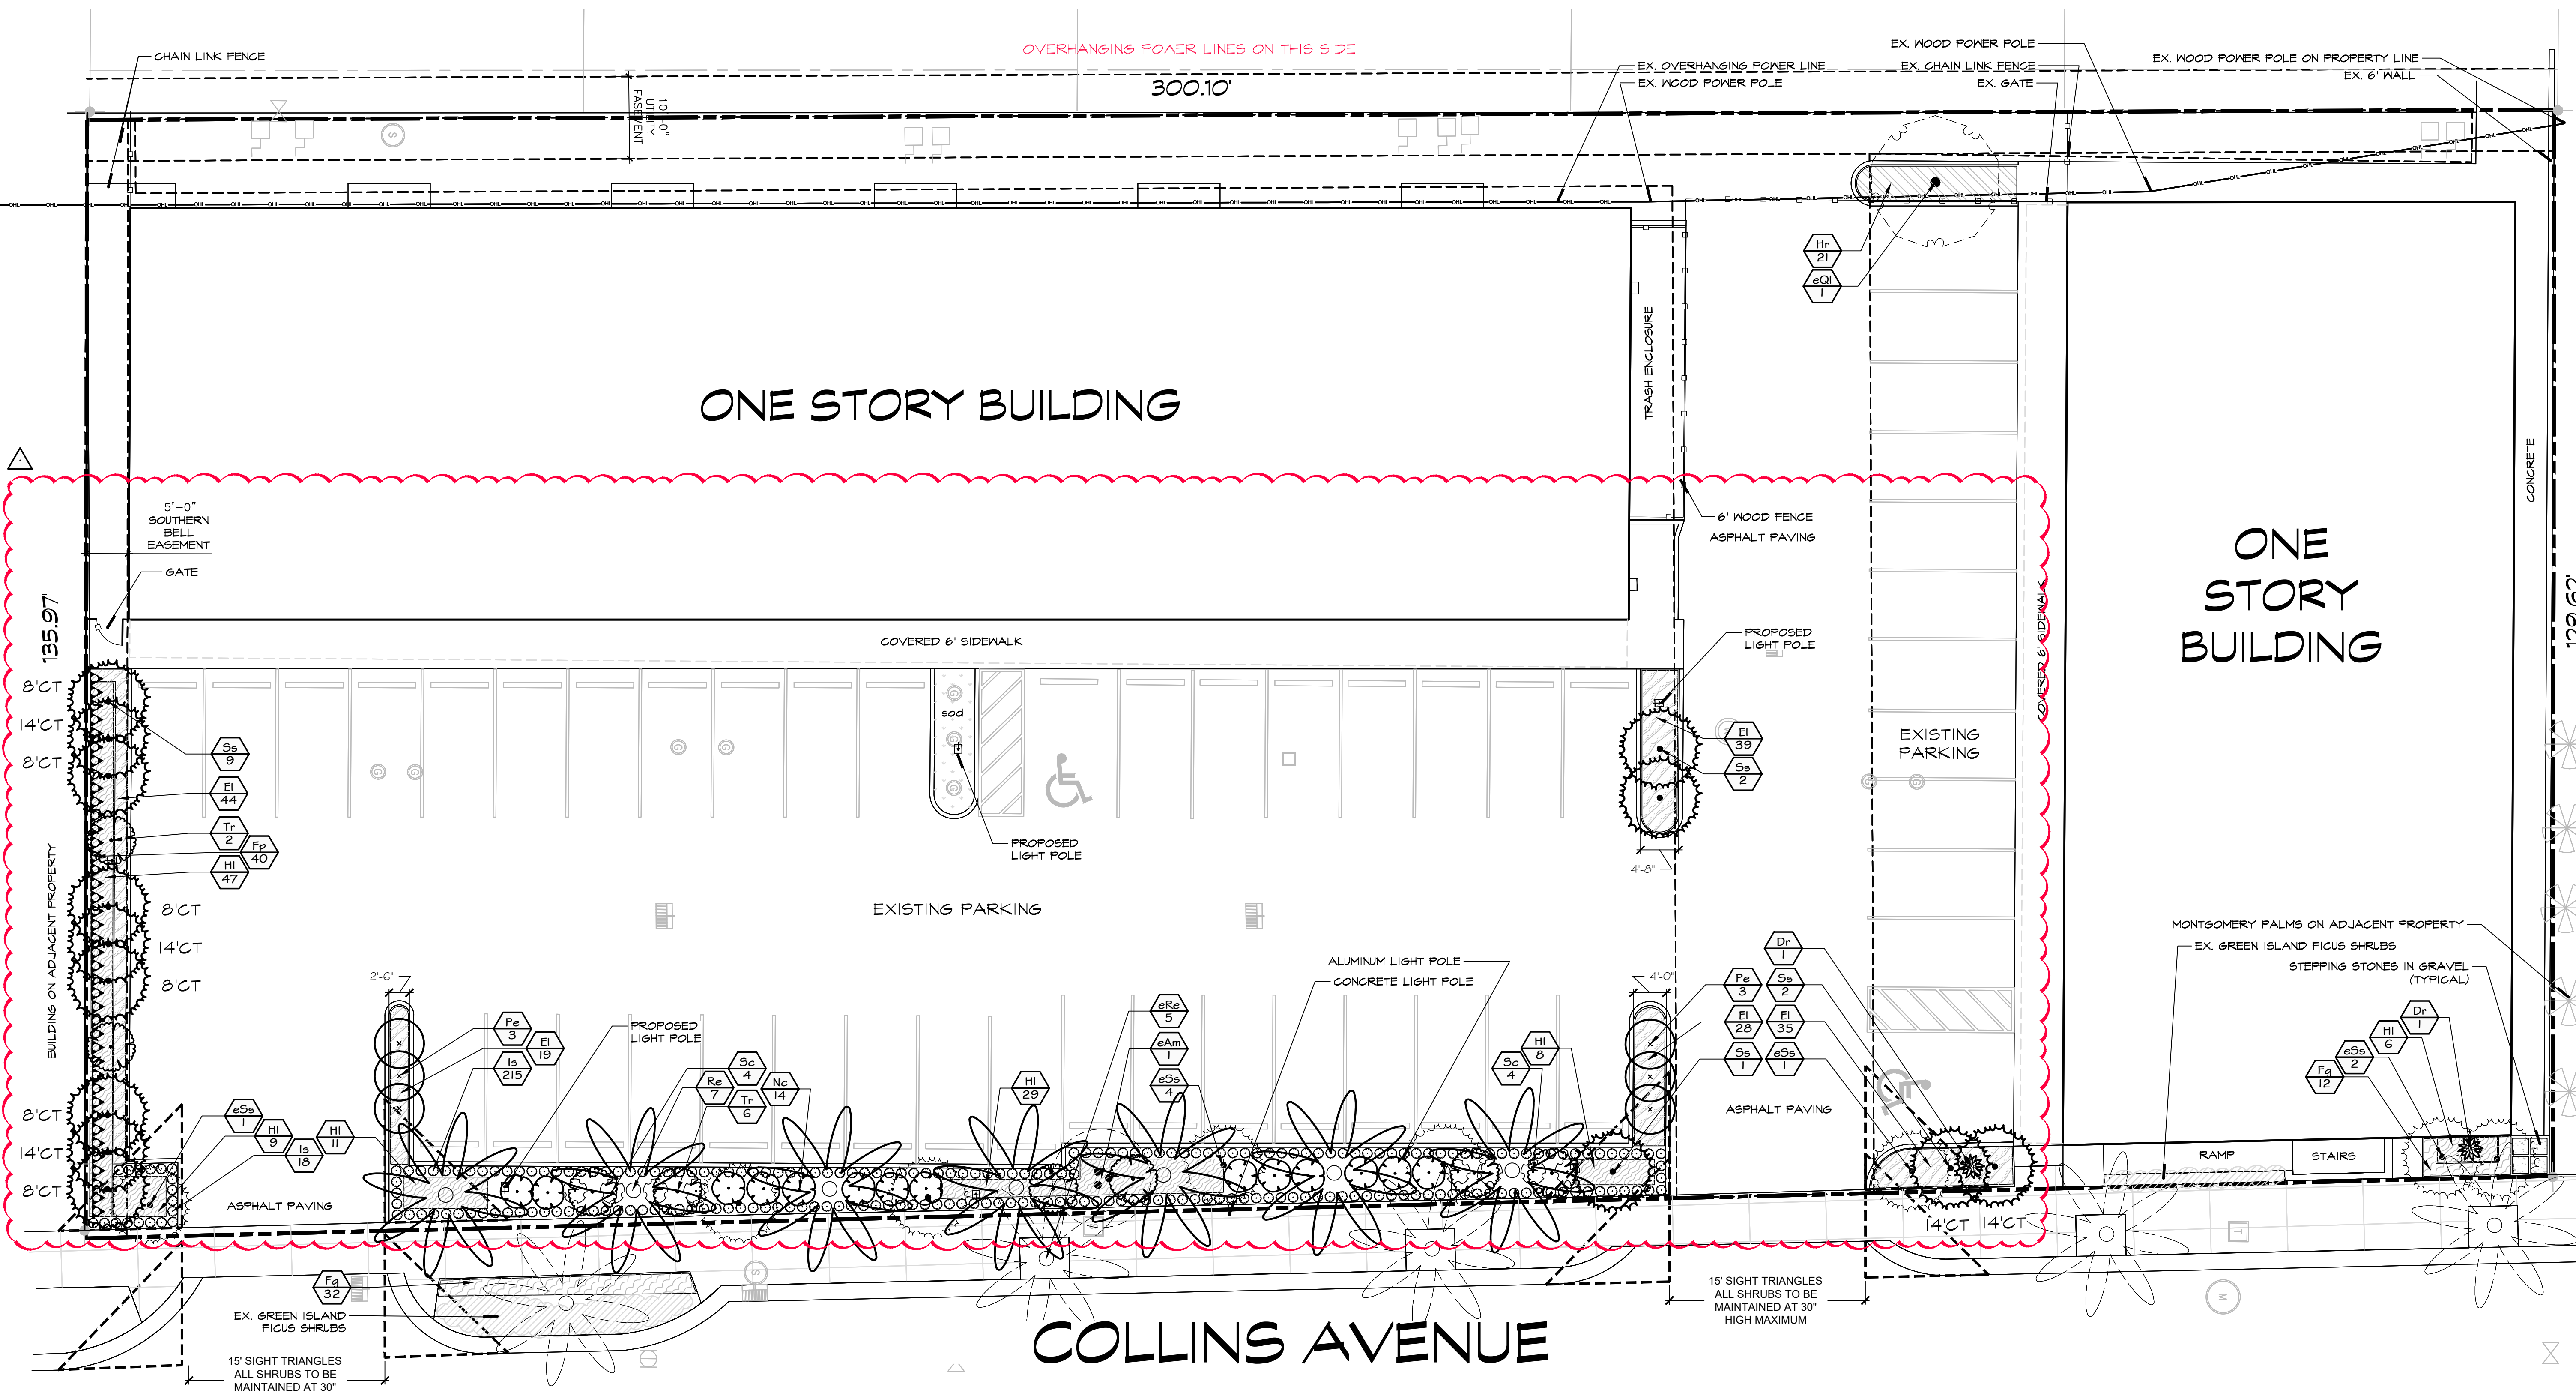 CHAIN LINK FENCE
OVERHANGING POWER LINES ON THIS SIDE
300.10'
EX. WOOD POWER POLE
EX. OVERHANGING POWER LINE
EX. CHAIN LINK FENCE
EX. WOOD POWER POLE ON PROPERTY LINE
EX. WOOD POWER POLE
EX. GATE
EX. 6' WALL
10'-0"
UTILITY
EASEMENT
Hr
21
eQl
1
ONE STORY BUILDING
TRASH ENCLOSURE
CONCRETE
1
5'-0"
SOUTHERN
BELL
EASEMENT
GATE
6' WOOD FENCE
ASPHALT PAVING
ONE
STORY
BUILDING
135.97'
COVERED 6' SIDEWALK
PROPOSED
LIGHT POLE
COVERED 6' SIDEWALK
8'CT
14'CT
8'CT
sod
Ss
9
El
44
Tr
2
Fp
40
Hl
47
El
39
Ss
2
EXISTING
PARKING
PROPOSED
LIGHT POLE
4'-8"
BUILDING ON ADJACENT PROPERTY
8'CT
14'CT
8'CT
EXISTING PARKING
MONTGOMERY PALMS ON ADJACENT PROPERTY
EX. GREEN ISLAND FICUS SHRUBS
STEPPING STONES IN GRAVEL
(TYPICAL)
2'-6"
ALUMINUM LIGHT POLE
CONCRETE LIGHT POLE
4'-0"
Dr
1
Pe
3
Ss
2
El
28
El
35
Ss
1
eSs
1
Pe
3
El
19
Is
215
PROPOSED
LIGHT POLE
Sc
4
Re
7
Nc
14
Tr
6
Hl
29
eRe
5
eAm
1
eSs
4
Hl
8
Sc
4
Dr
1
Hl
6
eSs
2
Fg
12
8'CT
14'CT
8'CT
eSs
1
Hl
9
Hl
11
Is
18
ASPHALT PAVING
ASPHALT PAVING
RAMP
STAIRS
14'CT
14'CT
Fg
32
EX. GREEN ISLAND
FICUS SHRUBS
15' SIGHT TRIANGLES
ALL SHRUBS TO BE
MAINTAINED AT 30"
HIGH MAXIMUM
COLLINS AVENUE
15' SIGHT TRIANGLES
ALL SHRUBS TO BE
MAINTAINED AT 30"